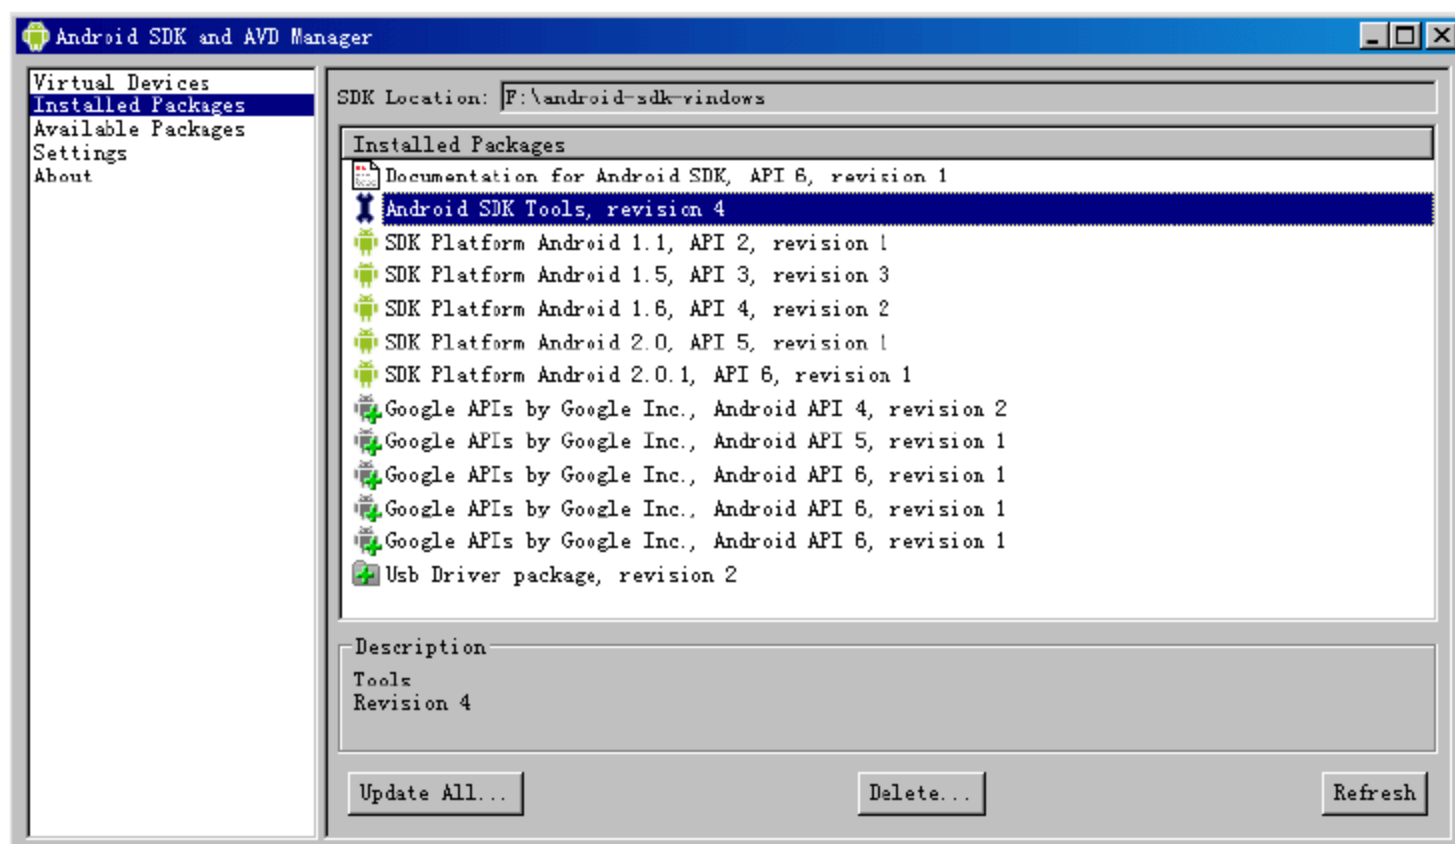 Android SDK and AVD Manager
Virtual Devices
Installed Packages
Available Packages
Settings
About
SDK Location: F:\android-sdk-windows
Installed Packages
Documentation for Android SDK, API 6, revision 1
Android SDK Tools, revision 4
SDK Platform Android 1.1, API 2, revision 1
SDK Platform Android 1.5, API 3, revision 3
SDK Platform Android 1.6, API 4, revision 2
SDK Platform Android 2.0, API 5, revision 1
SDK Platform Android 2.0.1, API 6, revision 1
Google APIs by Google Inc., Android API 4, revision 2
Google APIs by Google Inc., Android API 5, revision 1
Google APIs by Google Inc., Android API 6, revision 1
Google APIs by Google Inc., Android API 6, revision 1
Google APIs by Google Inc., Android API 6, revision 1
Usb Driver package, revision 2
Description
Tools
Revision 4
Update All...
Delete...
Refresh